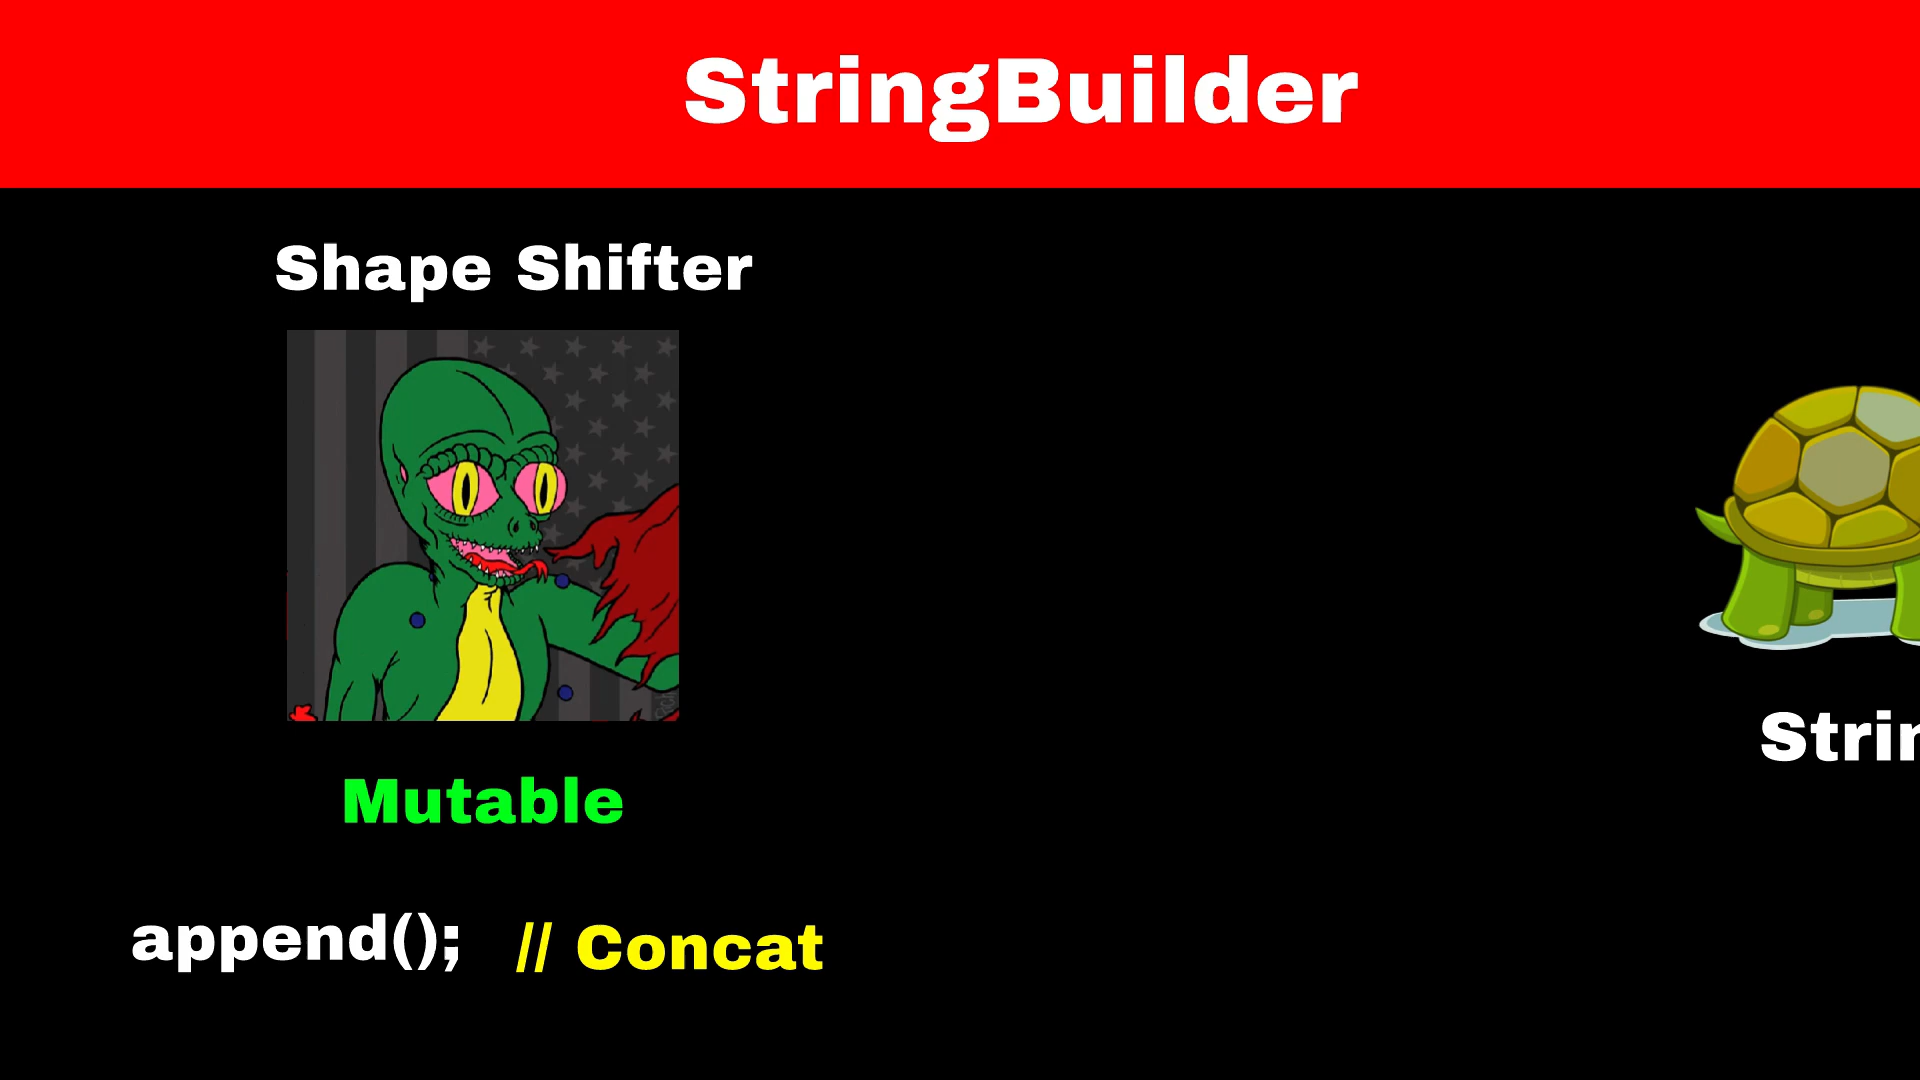 StringBuilder
Shape Shifter
Mutable
append(); // Concat